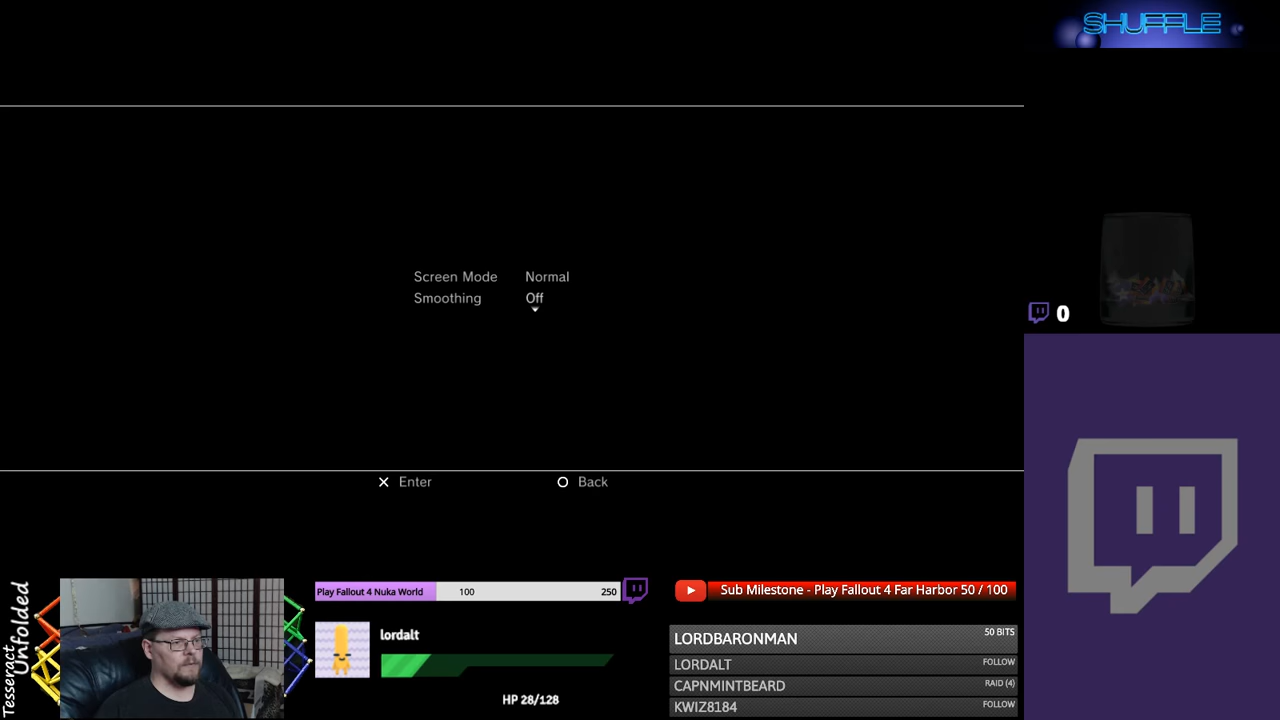 SHUFFLE
Screen Mode Normal
Smoothing Off
0
X Enter O Back
Tesseract
Unfolded
Play Fallout 4 Nuka World 100 250
Sub Milestone - Play Fallout 4 Far Harbor 50 / 100
lordalt
HP 28/128
LORDBARONMAN 50 BITS
LORDALT FOLLOW
CAPNMINTBEARD RAID (4)
KWIZ8184 FOLLOW